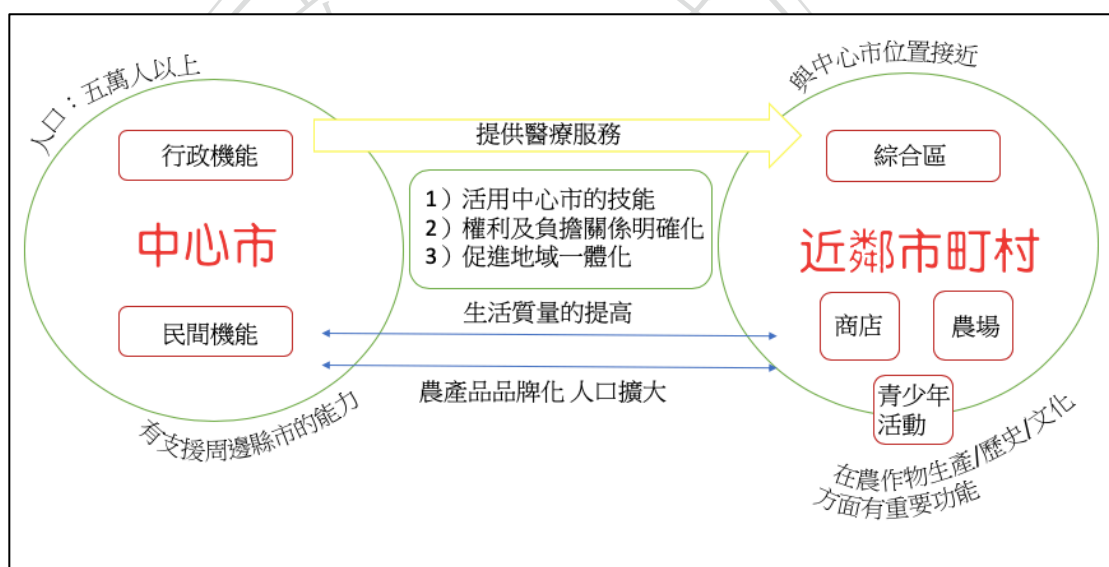 人口：五萬人以上
行政機能
中心市
民間機能
有支援周邊縣市的能力
提供醫療服務
1）活用中心市的技能
2）權利及負擔關係明確化
3）促進地域一體化
生活質量的提高
農產品品牌化 人口擴大
與中心市位置接近
綜合區
近鄰市町村
商店
農場
青少年
活動
在農作物生產/歷史/文化
方面有重要功能